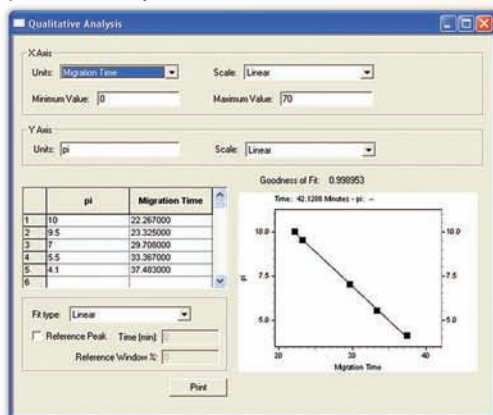 Qualitative Analysis
X Axis
Units: Migration Time Scale: Linear
Minimum Value: 0 Maximum Value: 70
Y Axis
Units: pi Scale: Linear
Goodness of Fit: 0.998953
pi Migration Time
1 10 22.267000
2 9.5 23.325000
3 7 29.708000
4 5.5 33.367000
5 4.1 37.483000
6
Time: 42.1208 Minutes - pi: --
10.0 10.0
7.5 7.5
pi
5.0 5.0
20 30 40
Migration Time
Fit type: Linear
Reference Peak Time (min): 0
Reference Window %: 0
Print